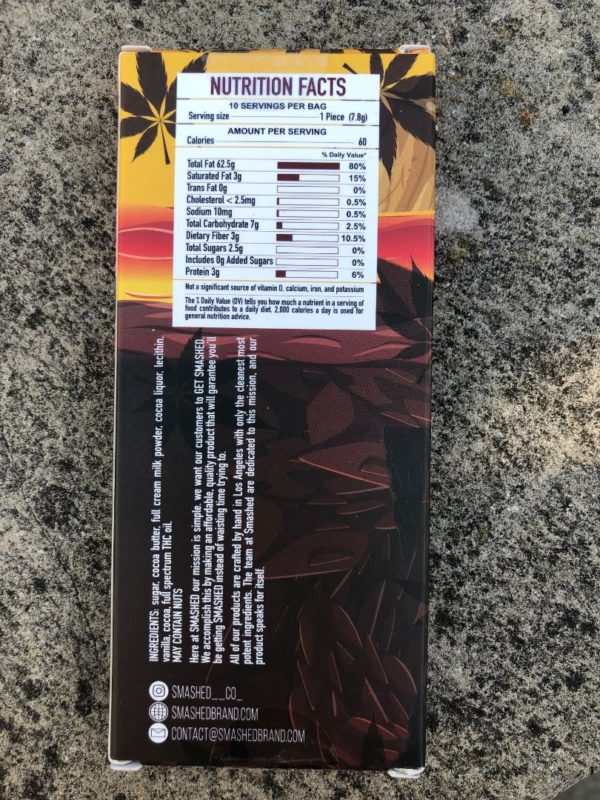 NUTRITION FACTS
10 SERVINGS PER BAG
Serving size 1 Piece (7.8g)
AMOUNT PER SERVING
Calories 60
% Daily Value*
Total Fat 62.5g 80%
Saturated Fat 3g 15%
Trans Fat 0g 0%
Cholesterol < 2.5mg 0.5%
Sodium 10mg 0.5%
Total Carbohydrate 7g 2.5%
Dietary Fiber 3g 10.5%
Total Sugars 2.5g 0%
Includes 0g Added Sugars 0%
Protein 3g 6%
Not a significant source of vitamin D, calcium, iron, and potassium
The % Daily Value (DV) tells you how much a nutrient in a serving of
food contributes to a daily diet. 2,000 calories a day is used for
general nutrition advice.
INGREDIENTS: sugar, cocoa butter, full cream milk powder, cocoa liquor, lecithin,
vanilla, cocoa, full spectrum THC oil.
MAY CONTAIN NUTS
Here at SMASHED our mission is simple, we want our customers to GET SMASHED.
We accomplish this by making an affordable, quality product that will garantee you'll
be getting SMASHED instead of waisting time trying to.
All of our products are crafted by hand in Los Angeles with only the cleanest most
potent ingredients. The team at Smashed are dedicated to this mission, and our
product speaks for itself.
SMASHED__CO_
SMASHEDBRAND.COM
CONTACT@SMASHEDBRAND.COM